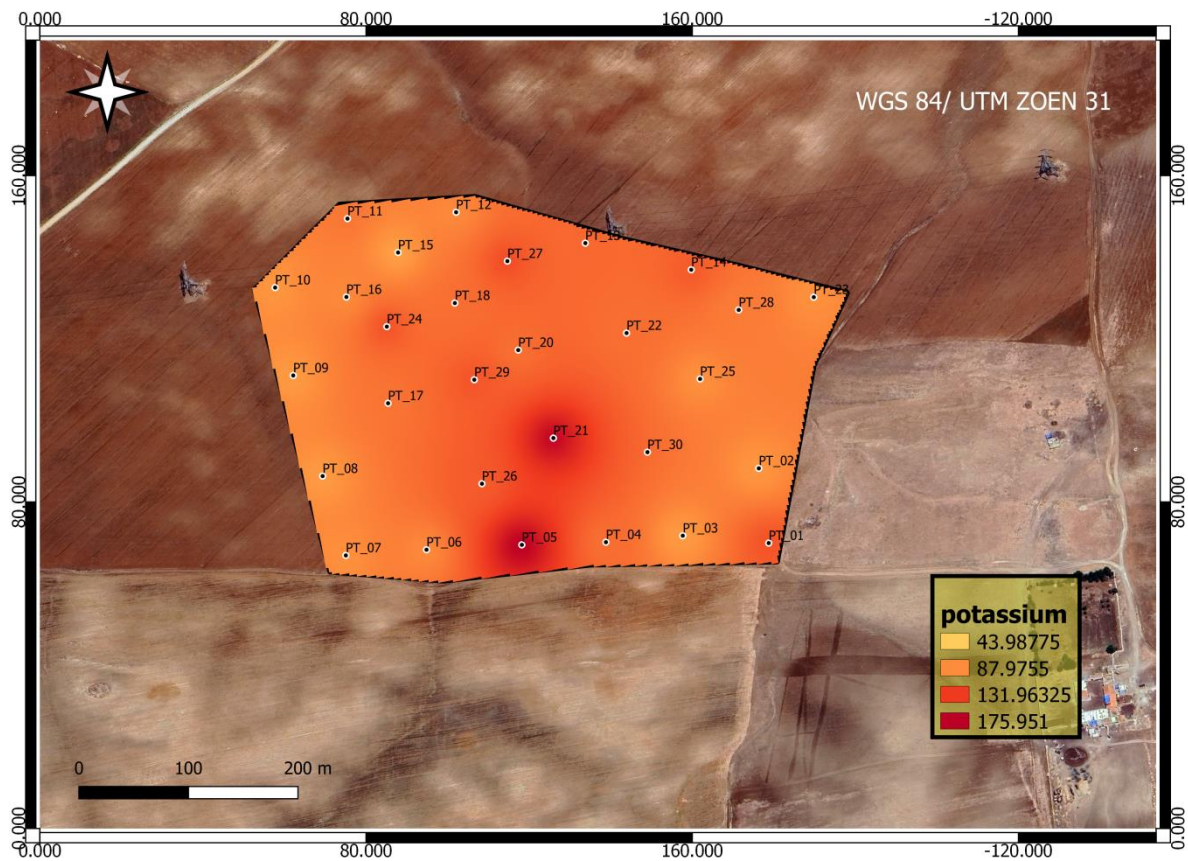 0.000 80.000 160.000 -120.000
WGS 84/ UTM ZOEN 31
160.000 160.000
PT_12
PT_11
PT_13
PT_15
PT_27
PT_14
PT_10
PT_16
PT_23
PT_18
PT_28
PT_24
PT_22
PT_20
PT_09
PT_29
PT_25
PT_17
PT_21
PT_30
PT_08
PT_02
PT_26
80.000 80.000
PT_03
PT_04
PT_05
PT_01
PT_06
PT_07
potassium
43.98775
87.9755
131.96325
175.951
0 100 200 m
0.000 0.000
0.000 80.000 160.000 -120.000